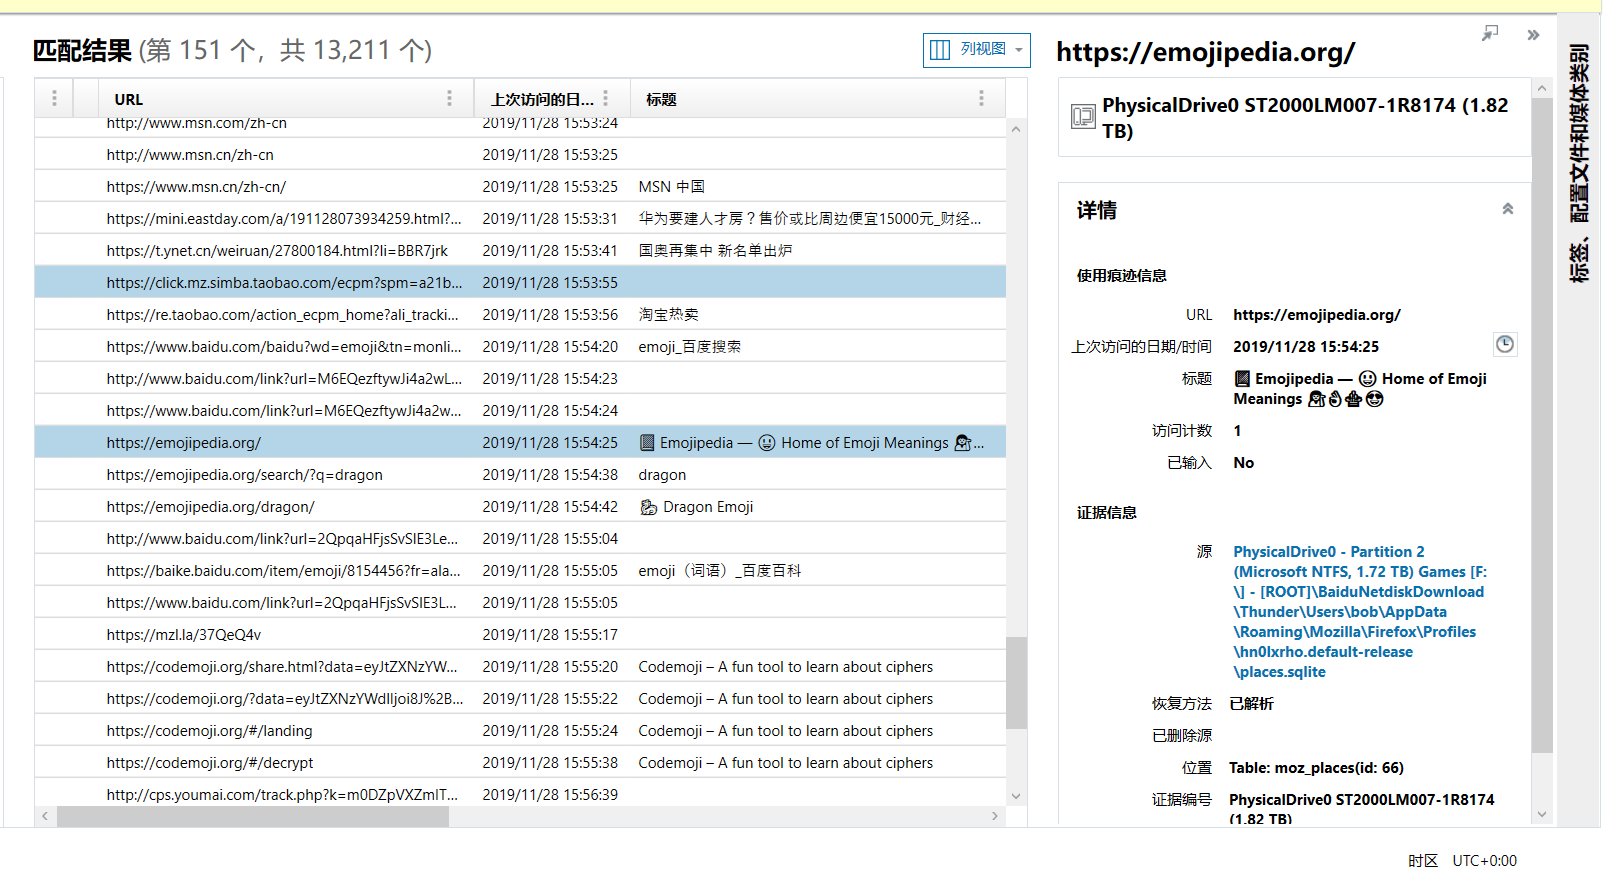 匹配结果 (第 151 个，共 13,211 个)
列视图
URL 上次访问的日... 标题
http://www.msn.com/zh-cn 2019/11/28 15:53:24
http://www.msn.cn/zh-cn 2019/11/28 15:53:25
https://www.msn.cn/zh-cn/ 2019/11/28 15:53:25 MSN 中国
https://mini.eastday.com/a/191128073934259.html?... 2019/11/28 15:53:31 华为要建人才房？售价或比周边便宜15000元_财经...
https://t.ynet.cn/weiruan/27800184.html?li=BBR7jrk 2019/11/28 15:53:41 国奥再集中 新名单出炉
https://click.mz.simba.taobao.com/ecpm?spm=a21b... 2019/11/28 15:53:55
https://re.taobao.com/action_ecpm_home?ali_tracki... 2019/11/28 15:53:56 淘宝热卖
https://www.baidu.com/baidu?wd=emoji&tn=monli... 2019/11/28 15:54:20 emoji_百度搜索
http://www.baidu.com/link?url=M6EQezftywJi4a2wL... 2019/11/28 15:54:23
https://www.baidu.com/link?url=M6EQezftywJi4a2w... 2019/11/28 15:54:24
https://emojipedia.org/ 2019/11/28 15:54:25 📓 Emojipedia — 😃 Home of Emoji Meanings 💁...
https://emojipedia.org/search/?q=dragon 2019/11/28 15:54:38 dragon
https://emojipedia.org/dragon/ 2019/11/28 15:54:42 🐉 Dragon Emoji
http://www.baidu.com/link?url=2QpqaHFjsSvSlE3Le... 2019/11/28 15:55:04
https://baike.baidu.com/item/emoji/8154456?fr=ala... 2019/11/28 15:55:05 emoji（词语）_百度百科
https://www.baidu.com/link?url=2QpqaHFjsSvSlE3L... 2019/11/28 15:55:05
https://mzl.la/37QeQ4v 2019/11/28 15:55:17
https://codemoji.org/share.html?data=eyJtZXNzYW... 2019/11/28 15:55:20 Codemoji – A fun tool to learn about ciphers
https://codemoji.org/?data=eyJtZXNzYWdlIjoi8J%2B... 2019/11/28 15:55:22 Codemoji – A fun tool to learn about ciphers
https://codemoji.org/#/landing 2019/11/28 15:55:24 Codemoji – A fun tool to learn about ciphers
https://codemoji.org/#/decrypt 2019/11/28 15:55:38 Codemoji – A fun tool to learn about ciphers
http://cps.youmai.com/track.php?k=m0DZpVXZmlT... 2019/11/28 15:56:39
https://emojipedia.org/
PhysicalDrive0 ST2000LM007-1R8174 (1.82
TB)
详情
使用痕迹信息
URL https://emojipedia.org/
上次访问的日期/时间 2019/11/28 15:54:25
标题 📓 Emojipedia — 😃 Home of Emoji
Meanings 💁👌🎍😍
访问计数 1
已输入 No
证据信息
源 PhysicalDrive0 - Partition 2
(Microsoft NTFS, 1.72 TB) Games [F:
\] - [ROOT]\BaiduNetdiskDownload
\Thunder\Users\bob\AppData
\Roaming\Mozilla\Firefox\Profiles
\hn0lxrho.default-release
\places.sqlite
恢复方法 已解析
已删除源
位置 Table: moz_places(id: 66)
证据编号 PhysicalDrive0 ST2000LM007-1R8174
(1.82 TB)
标签、配置文件和媒体类别
时区 UTC+0:00